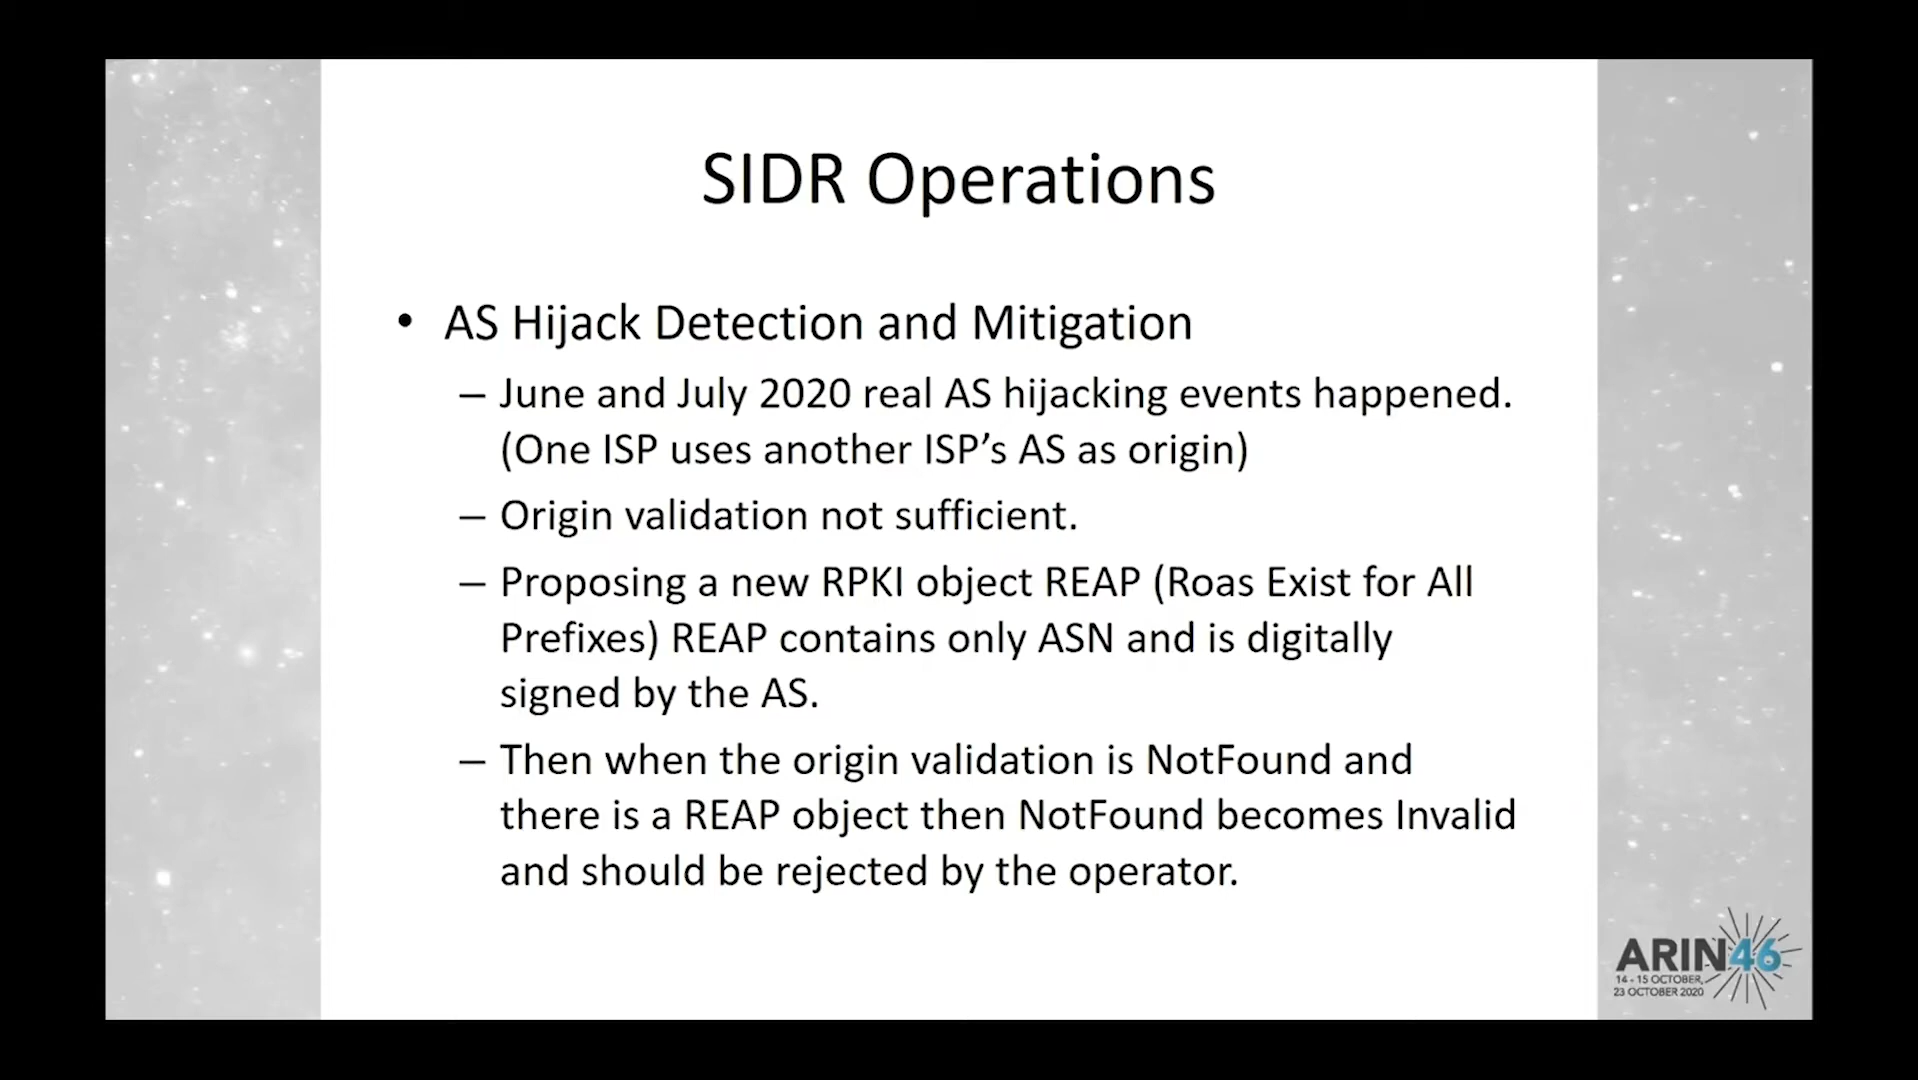 SIDR Operations
• AS Hijack Detection and Mitigation
– June and July 2020 real AS hijacking events happened.
(One ISP uses another ISP’s AS as origin)
– Origin validation not sufficient.
– Proposing a new RPKI object REAP (Roas Exist for All
Prefixes) REAP contains only ASN and is digitally
signed by the AS.
– Then when the origin validation is NotFound and
there is a REAP object then NotFound becomes Invalid
and should be rejected by the operator.
ARIN46
14 - 15 OCTOBER,
23 OCTOBER 2020